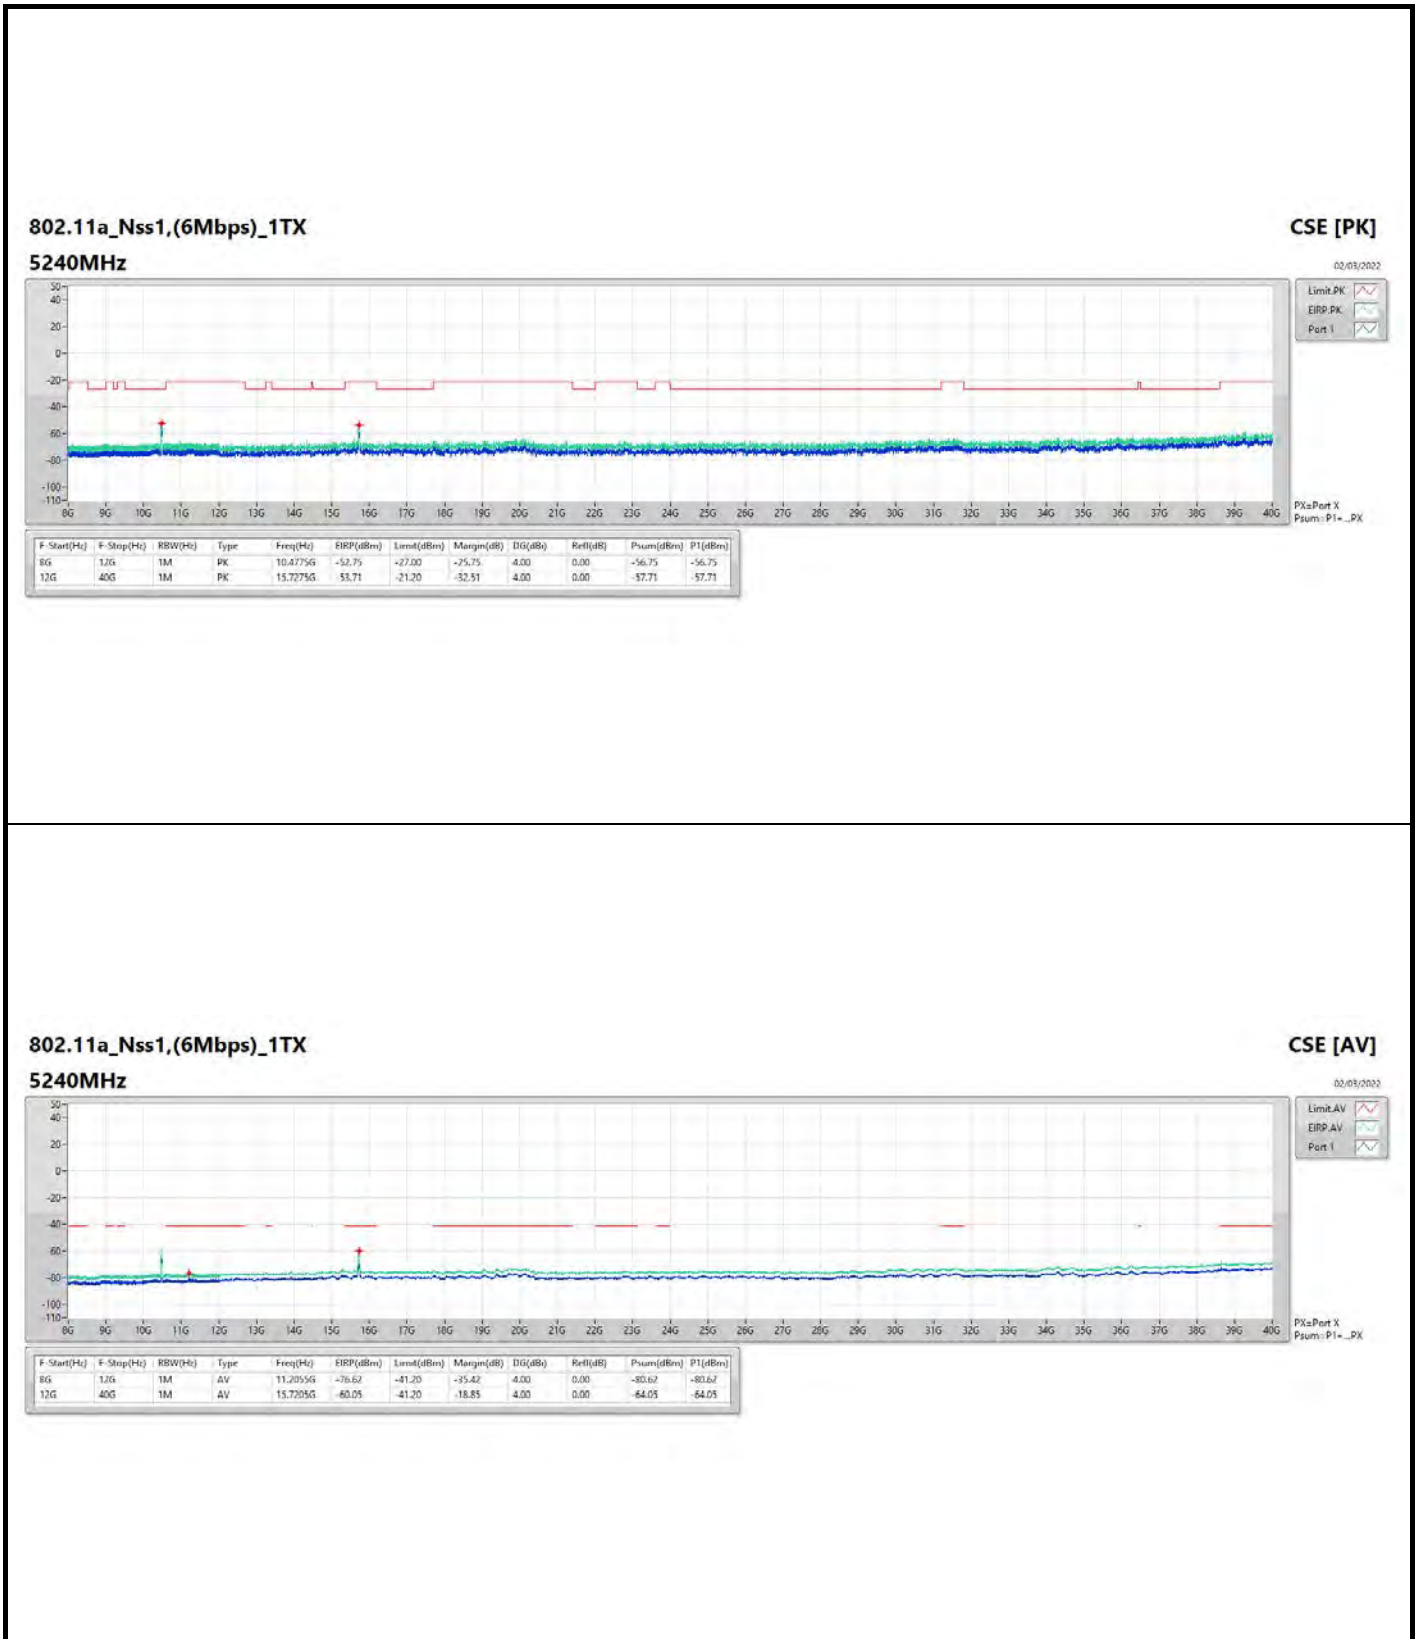 802.11a_Nss1,(6Mbps)_1TX CSE [PK]
5240MHz 02/03/2022
50
40
20
0
-20
-40
-60
-80
-100
-110
8G 9G 10G 11G 12G 13G 14G 15G 16G 17G 18G 19G 20G 21G 22G 23G 24G 25G 26G 27G 28G 29G 30G 31G 32G 33G 34G 35G 36G 37G 38G 39G 40G
Limit.PK
EIRP.PK
Port 1
PX=Port X
Psum : P1+...PX
F-Start(Hz) F-Stop(Hz) RBW(Hz) Type Freq(Hz) EIRP(dBm) Limit(dBm) Margin(dB) DG(dBi) Refl(dB) Psum(dBm) P1(dBm)
8G 12G 1M PK 10.4775G -52.75 -27.00 -25.75 4.00 0.00 -56.75 -56.75
12G 40G 1M PK 15.7275G -53.71 -21.20 -32.51 4.00 0.00 -57.71 -57.71
802.11a_Nss1,(6Mbps)_1TX CSE [AV]
5240MHz 02/03/2022
50
40
20
0
-20
-40
-60
-80
-100
-110
8G 9G 10G 11G 12G 13G 14G 15G 16G 17G 18G 19G 20G 21G 22G 23G 24G 25G 26G 27G 28G 29G 30G 31G 32G 33G 34G 35G 36G 37G 38G 39G 40G
Limit.AV
EIRP.AV
Port 1
PX=Port X
Psum : P1+...PX
F-Start(Hz) F-Stop(Hz) RBW(Hz) Type Freq(Hz) EIRP(dBm) Limit(dBm) Margin(dB) DG(dBi) Refl(dB) Psum(dBm) P1(dBm)
8G 12G 1M AV 11.2055G -76.62 -41.20 -35.42 4.00 0.00 -80.62 -80.62
12G 40G 1M AV 15.7205G -60.05 -41.20 -18.85 4.00 0.00 -64.05 -64.05